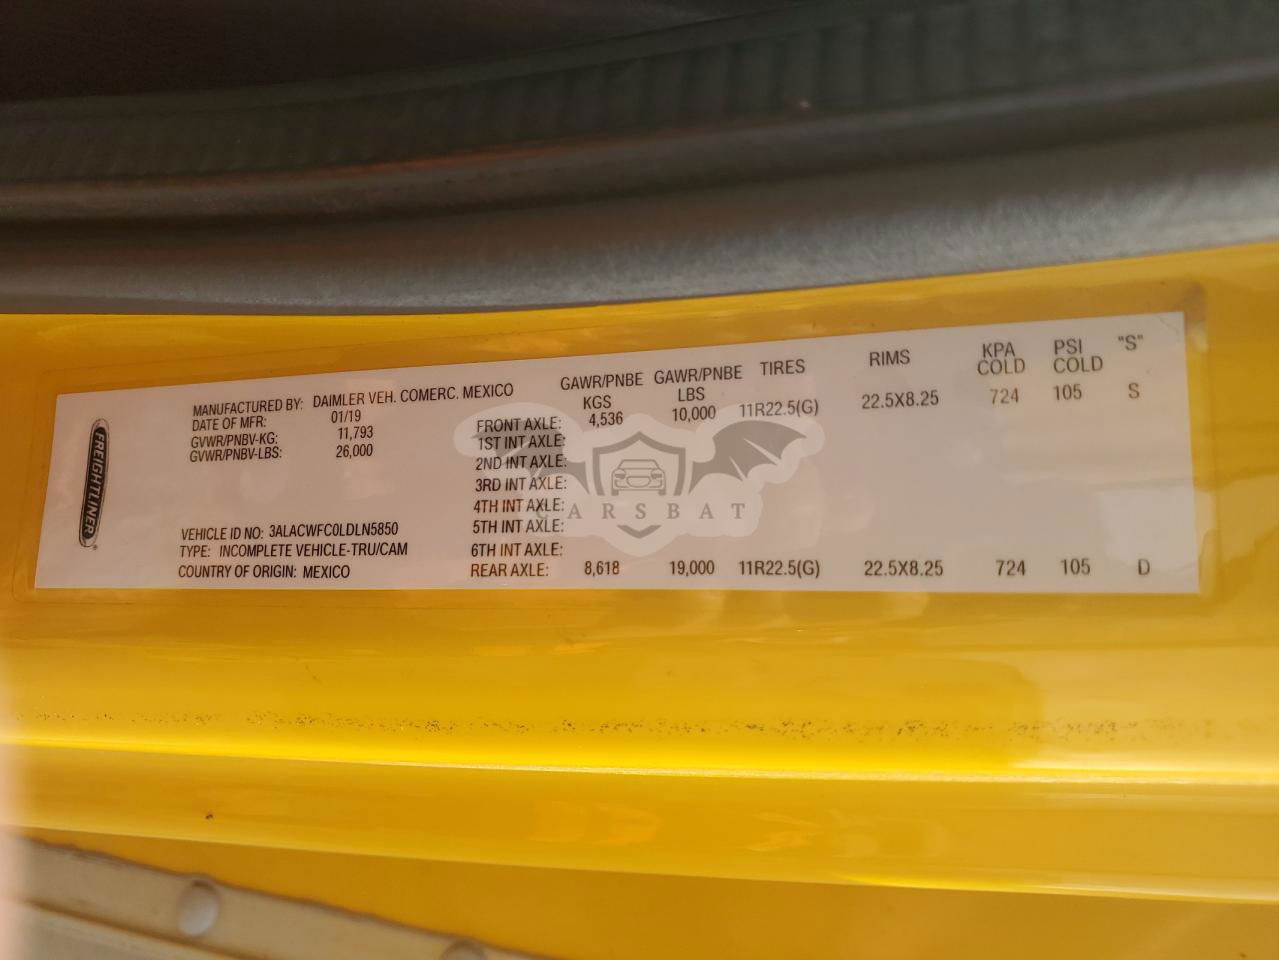 FREIGHTLINER
MANUFACTURED BY: DAIMLER VEH. COMERC. MEXICO
DATE OF MFR: 01/19
GVWR/PNBV-KG: 11,793
GVWR/PNBV-LBS: 26,000
VEHICLE ID NO: 3ALACWFC0LDLN5850
TYPE: INCOMPLETE VEHICLE-TRU/CAM
COUNTRY OF ORIGIN: MEXICO
GAWR/PNBE KGS GAWR/PNBE LBS TIRES RIMS KPA COLD PSI COLD "S"
FRONT AXLE: 4,536 10,000 11R22.5(G) 22.5X8.25 724 105 S
1ST INT AXLE:
2ND INT AXLE:
3RD INT AXLE:
4TH INT AXLE:
5TH INT AXLE:
6TH INT AXLE:
REAR AXLE: 8,618 19,000 11R22.5(G) 22.5X8.25 724 105 D
CARSBAT